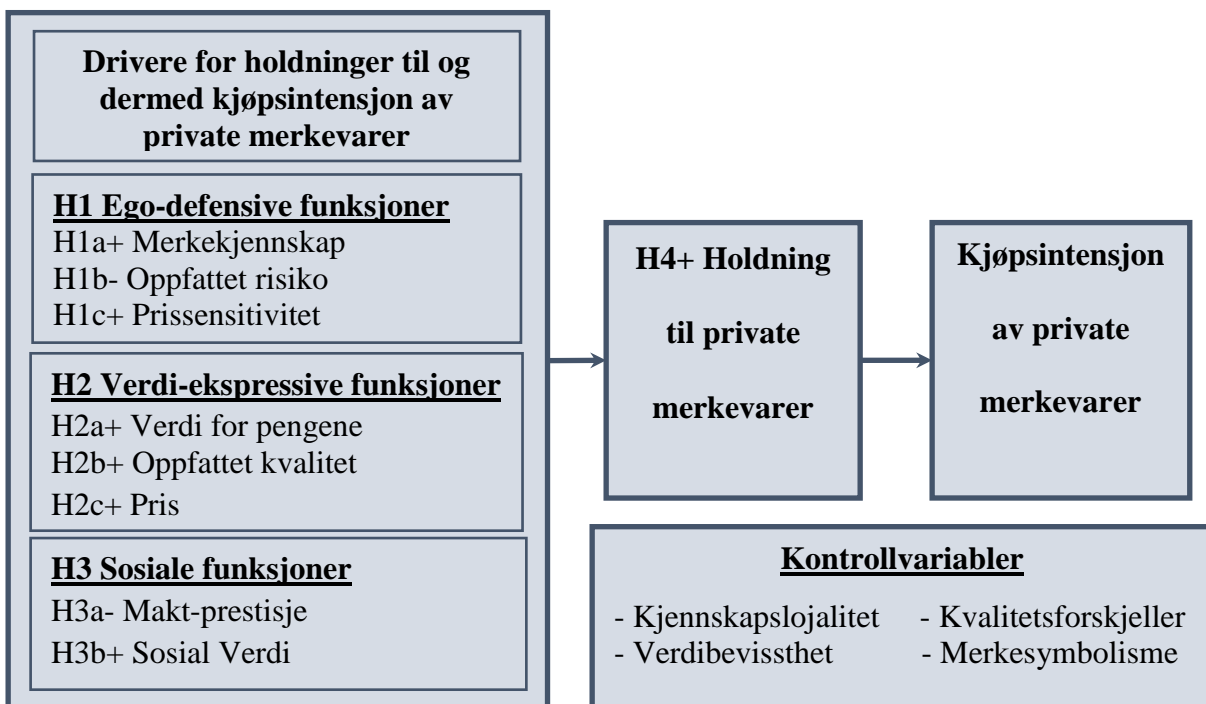 Drivere for holdninger til og
dermed kjøpsintensjon av
private merkevarer
H1 Ego-defensive funksjoner
H1a+ Merkekjennskap
H1b- Oppfattet risiko
H1c+ Prissensitivitet
H2 Verdi-ekspressive funksjoner
H2a+ Verdi for pengene
H2b+ Oppfattet kvalitet
H2c+ Pris
H3 Sosiale funksjoner
H3a- Makt-prestisje
H3b+ Sosial Verdi
H4+ Holdning
til private
merkevarer
Kjøpsintensjon
av private
merkevarer
Kontrollvariabler
- Kjennskapslojalitet - Kvalitetsforskjeller
- Verdibevissthet - Merkesymbolisme